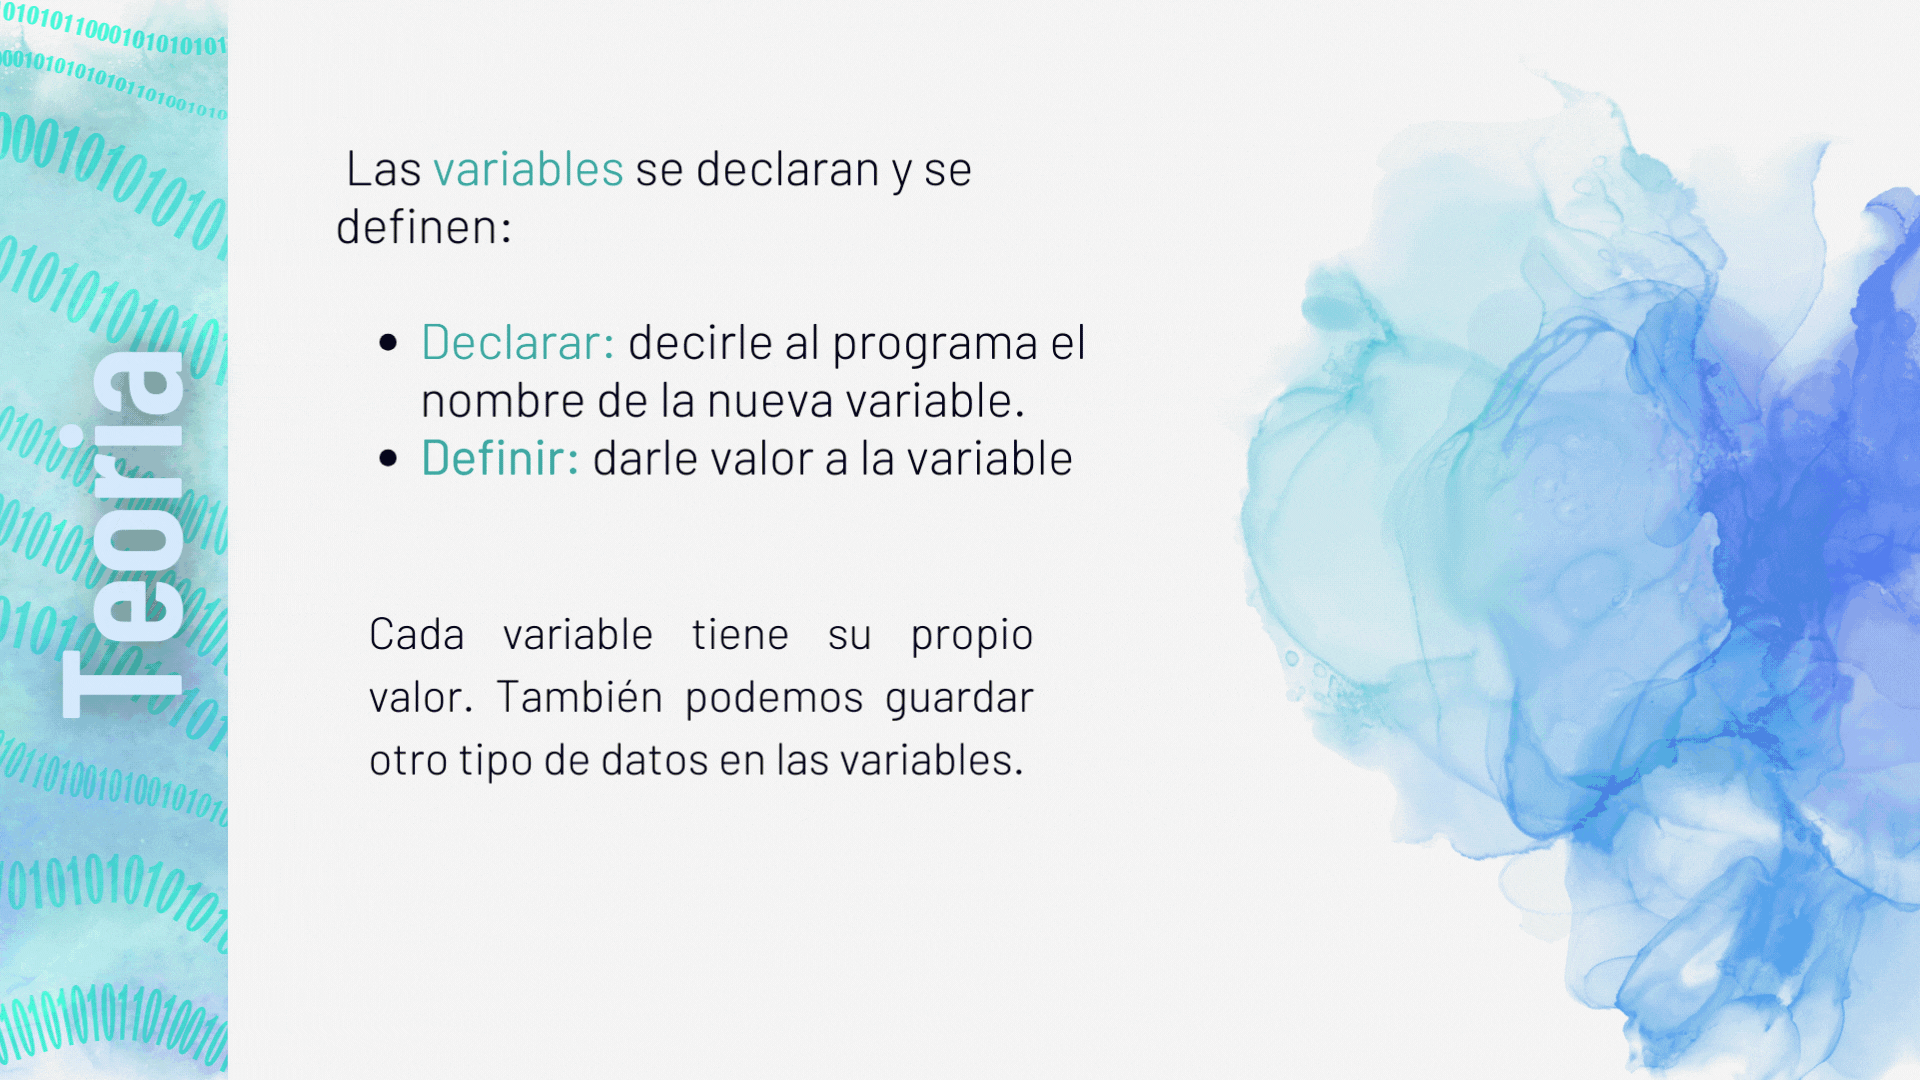 Teoria
Las variables se declaran y se
definen:
• Declarar: decirle al programa el
nombre de la nueva variable.
• Definir: darle valor a la variable
Cada variable tiene su propio
valor. También podemos guardar
otro tipo de datos en las variables.